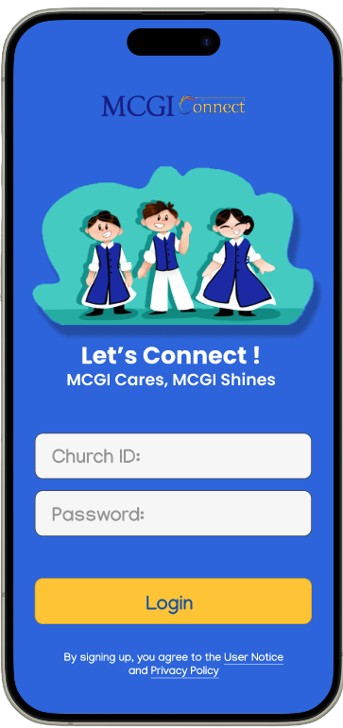 MCGI Connect
Let's Connect !
MCGI Cares, MCGI Shines
Church ID:
Password:
Login
By signing up, you agree to the User Notice
and Privacy Policy